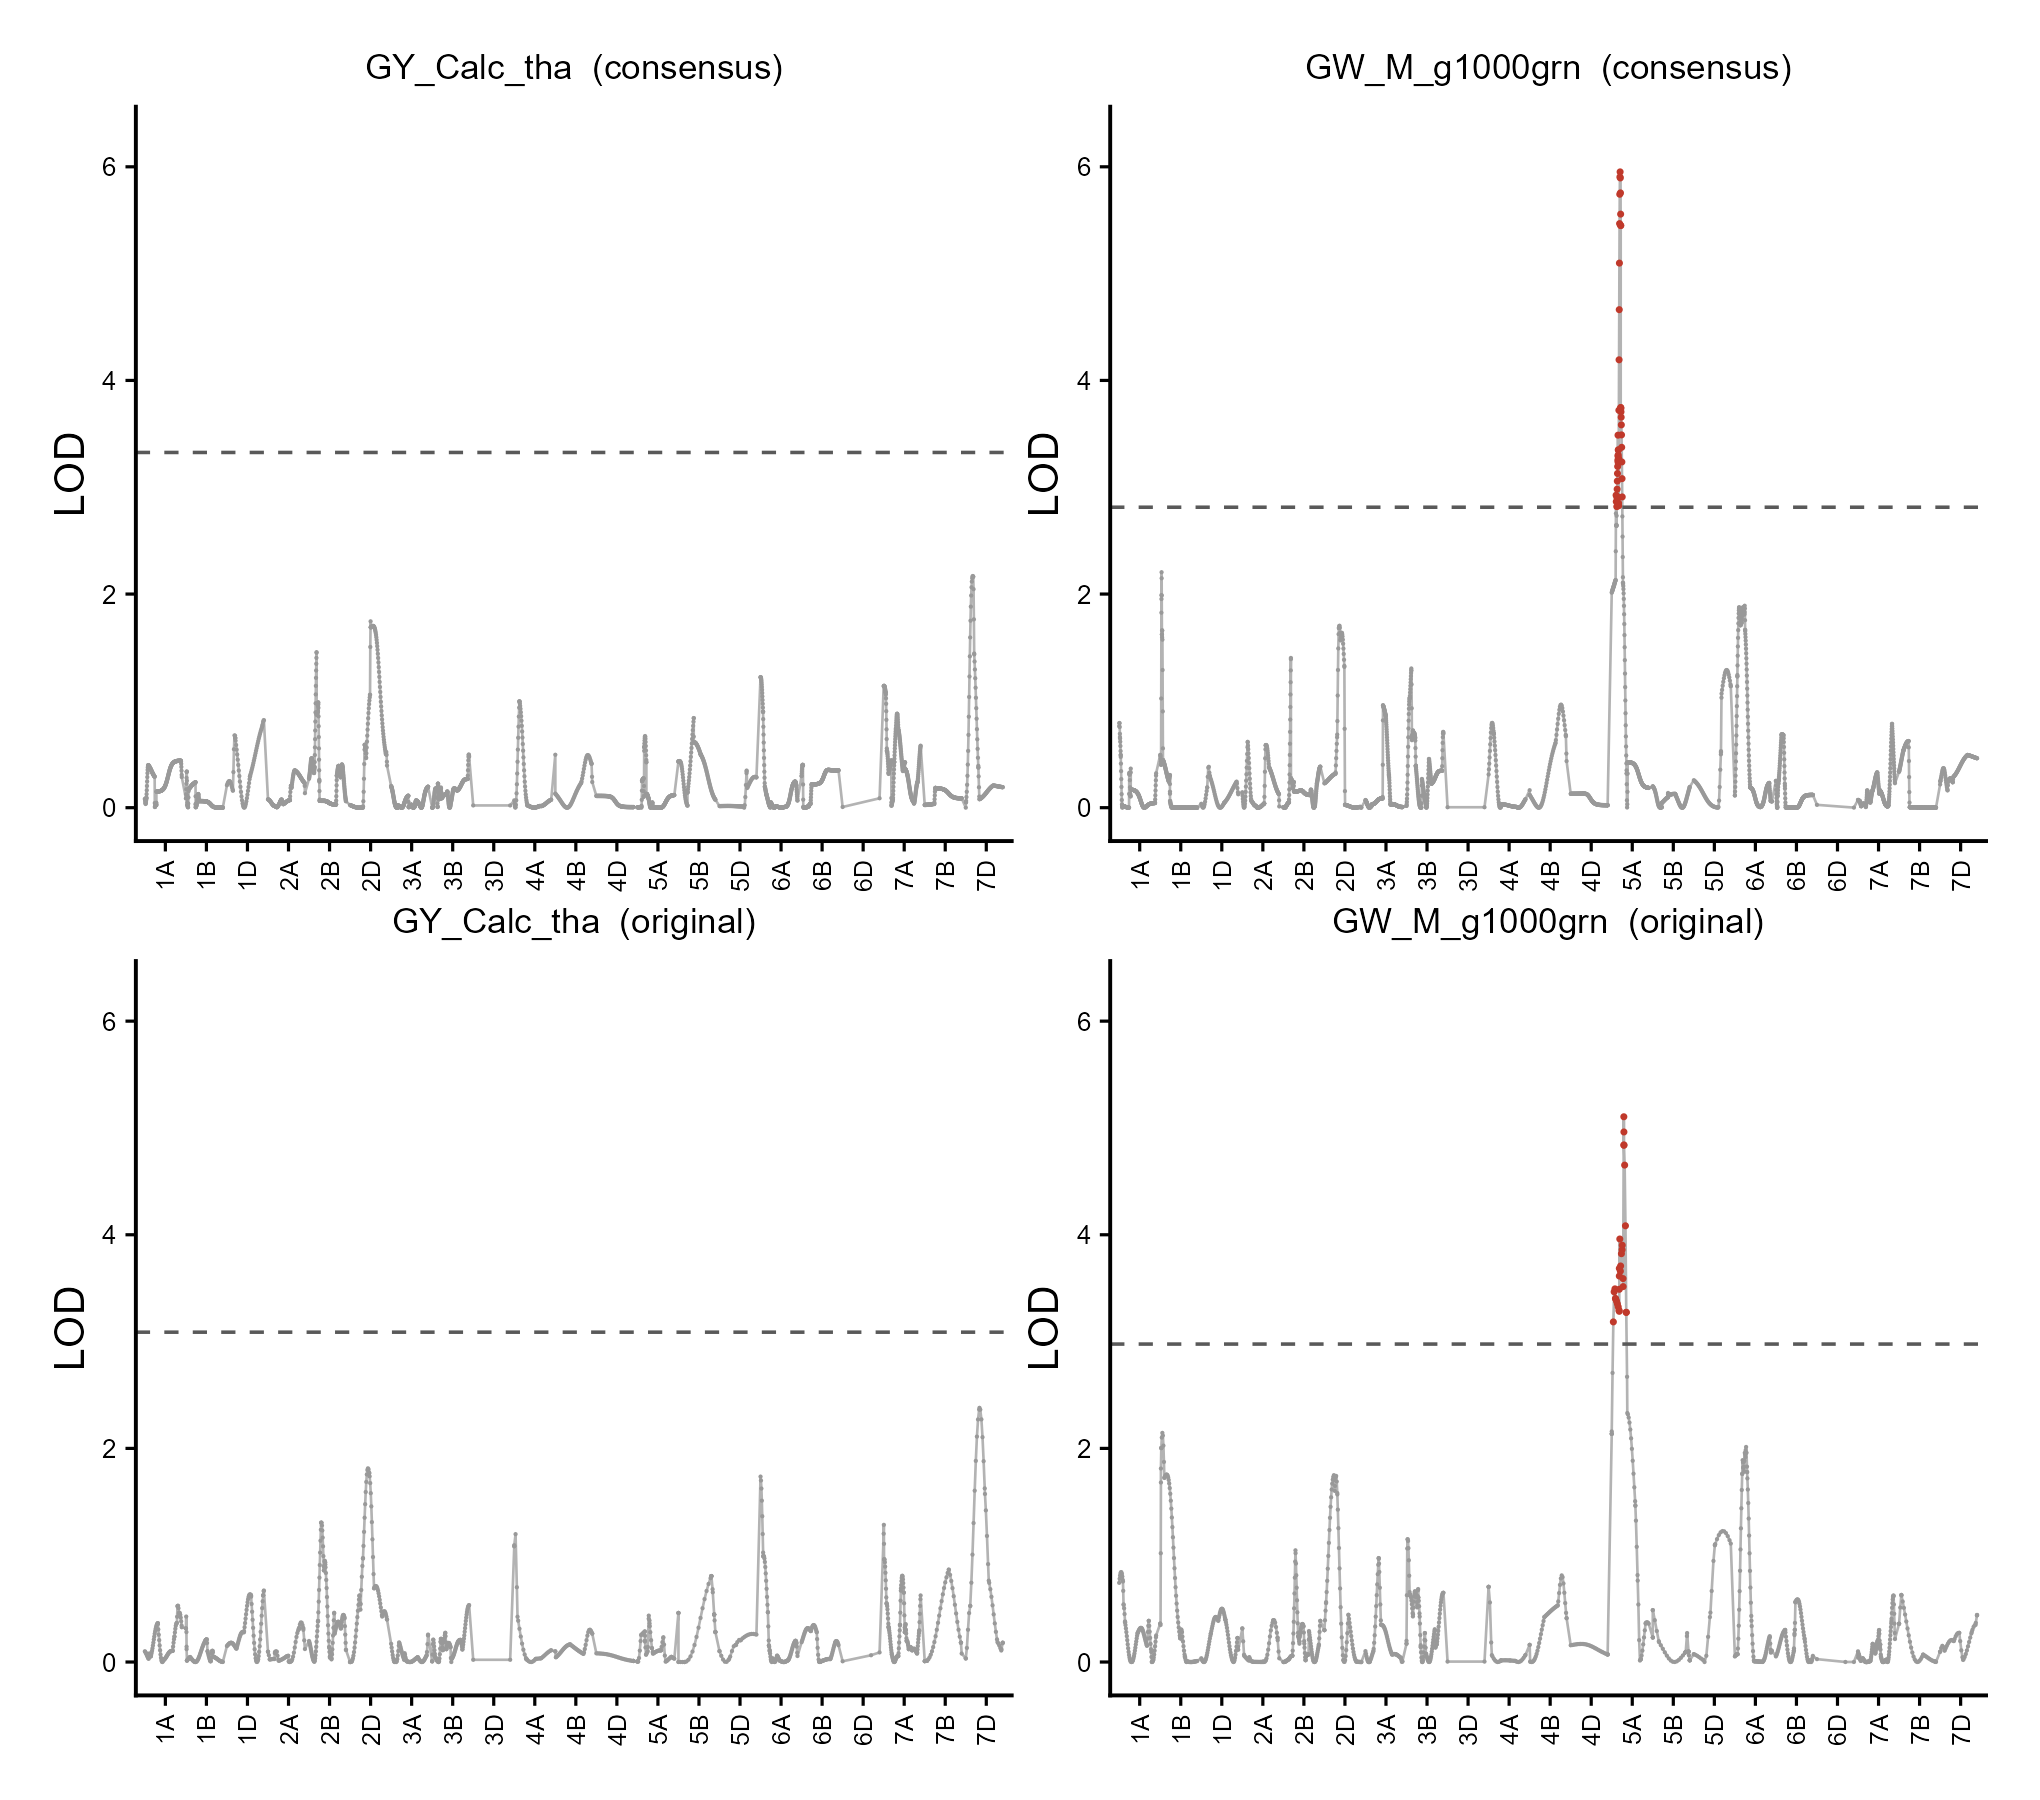 GY_Calc_tha (consensus)
LOD
6
4
2
0
1A 1B 1D 2A 2B 2D 3A 3B 3D 4A 4B 4D 5A 5B 5D 6A 6B 6D 7A 7B 7D
GW_M_g1000grn (consensus)
LOD
6
4
2
0
1A 1B 1D 2A 2B 2D 3A 3B 3D 4A 4B 4D 5A 5B 5D 6A 6B 6D 7A 7B 7D
GY_Calc_tha (original)
LOD
6
4
2
0
1A 1B 1D 2A 2B 2D 3A 3B 3D 4A 4B 4D 5A 5B 5D 6A 6B 6D 7A 7B 7D
GW_M_g1000grn (original)
LOD
6
4
2
0
1A 1B 1D 2A 2B 2D 3A 3B 3D 4A 4B 4D 5A 5B 5D 6A 6B 6D 7A 7B 7D